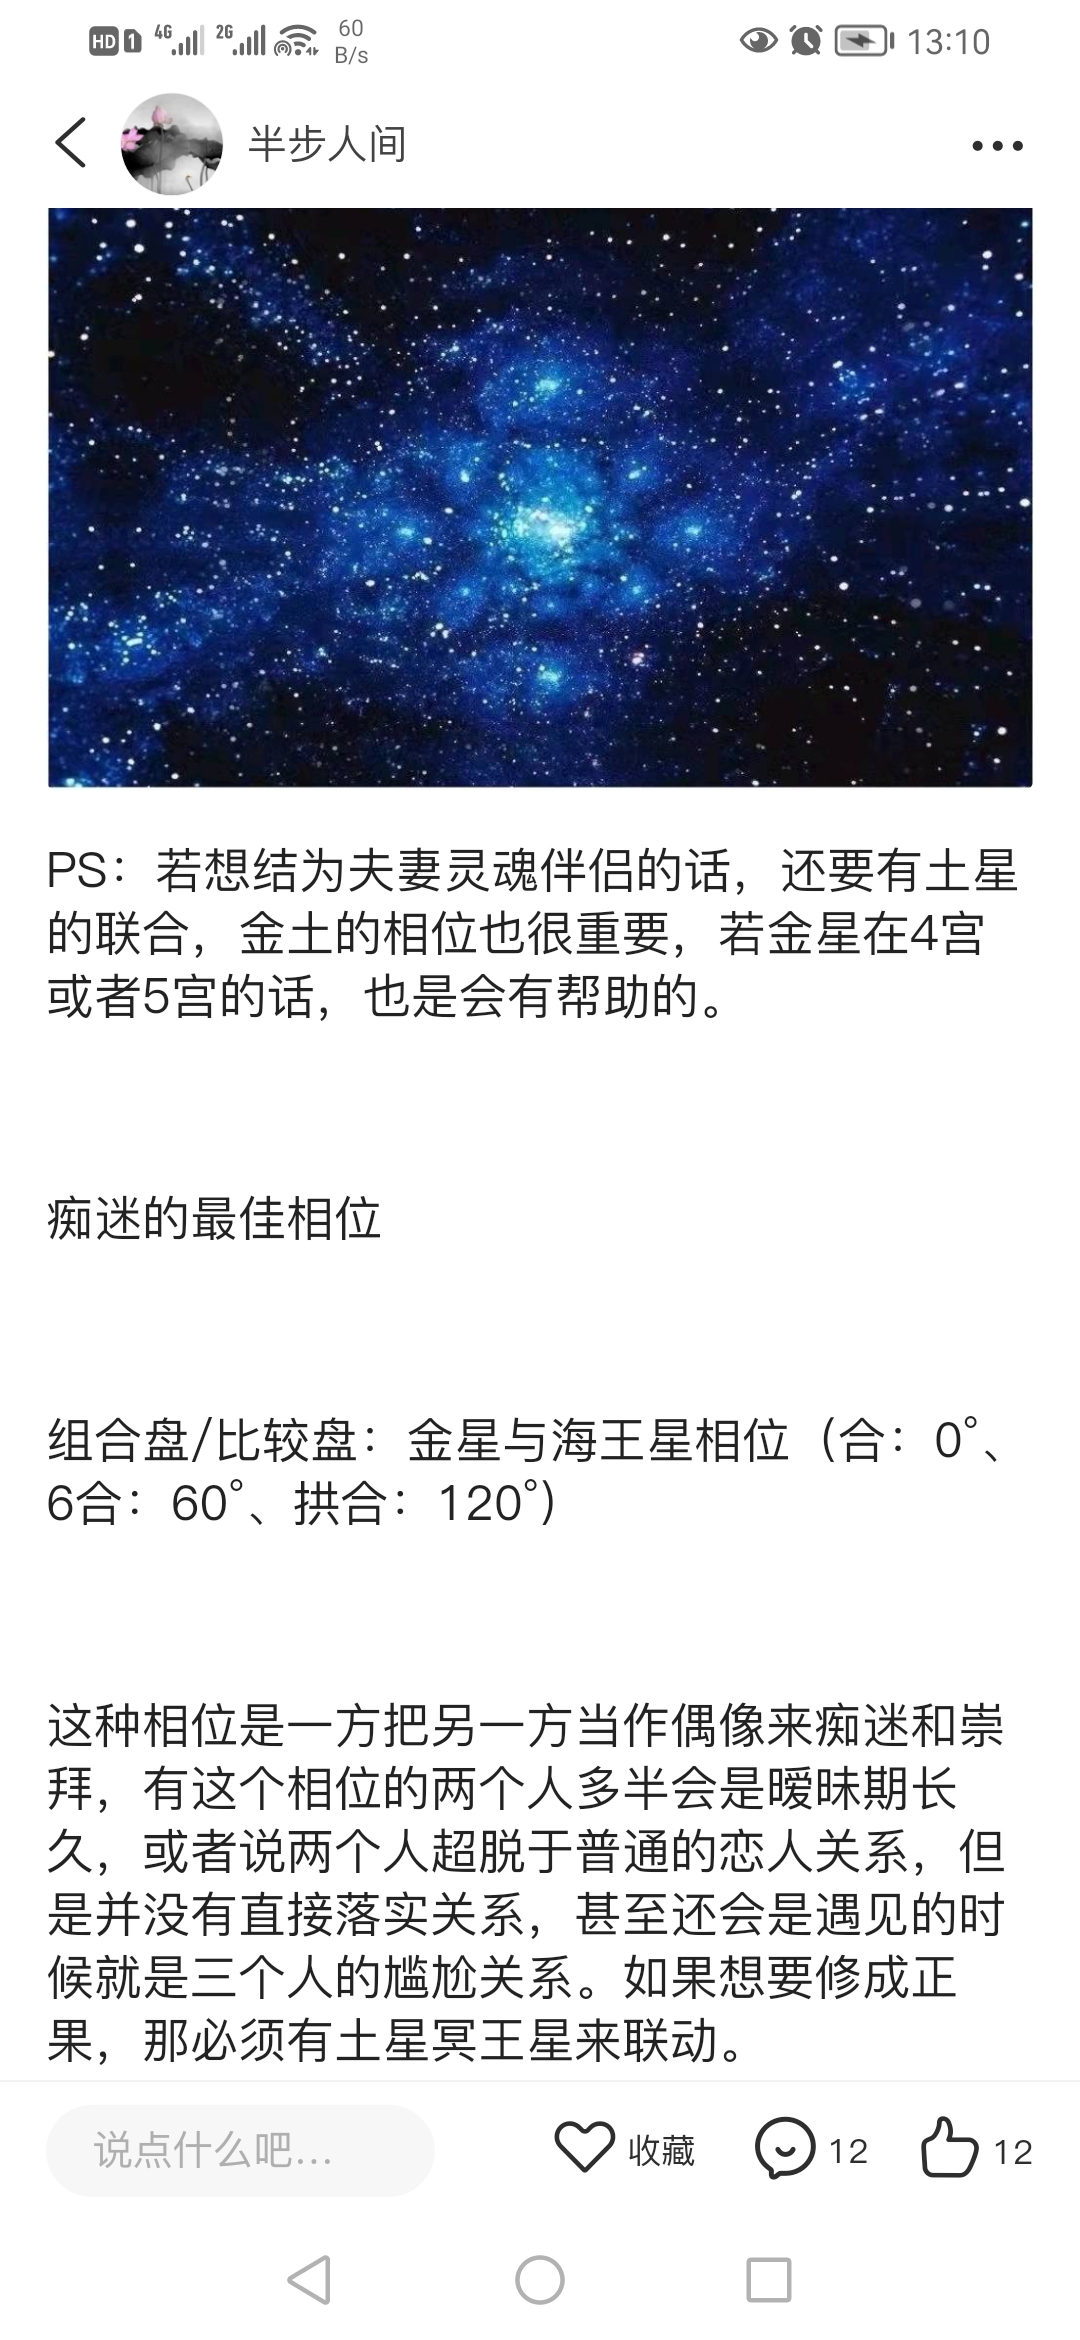 HD 1 4G 2G 60 B/s 13:10
半步人间
PS：若想结为夫妻灵魂伴侣的话，还要有土星
的联合，金土的相位也很重要，若金星在4宫
或者5宫的话，也是会有帮助的。
痴迷的最佳相位
组合盘/比较盘：金星与海王星相位（合：0°、
6合：60°、拱合：120°)
这种相位是一方把另一方当作偶像来痴迷和崇
拜，有这个相位的两个人多半会是暧昧期长
久，或者说两个人超脱于普通的恋人关系，但
是并没有直接落实关系，甚至还会是遇见的时
候就是三个人的尴尬关系。如果想要修成正
果，那必须有土星冥王星来联动。
说点什么吧... 收藏 12 12